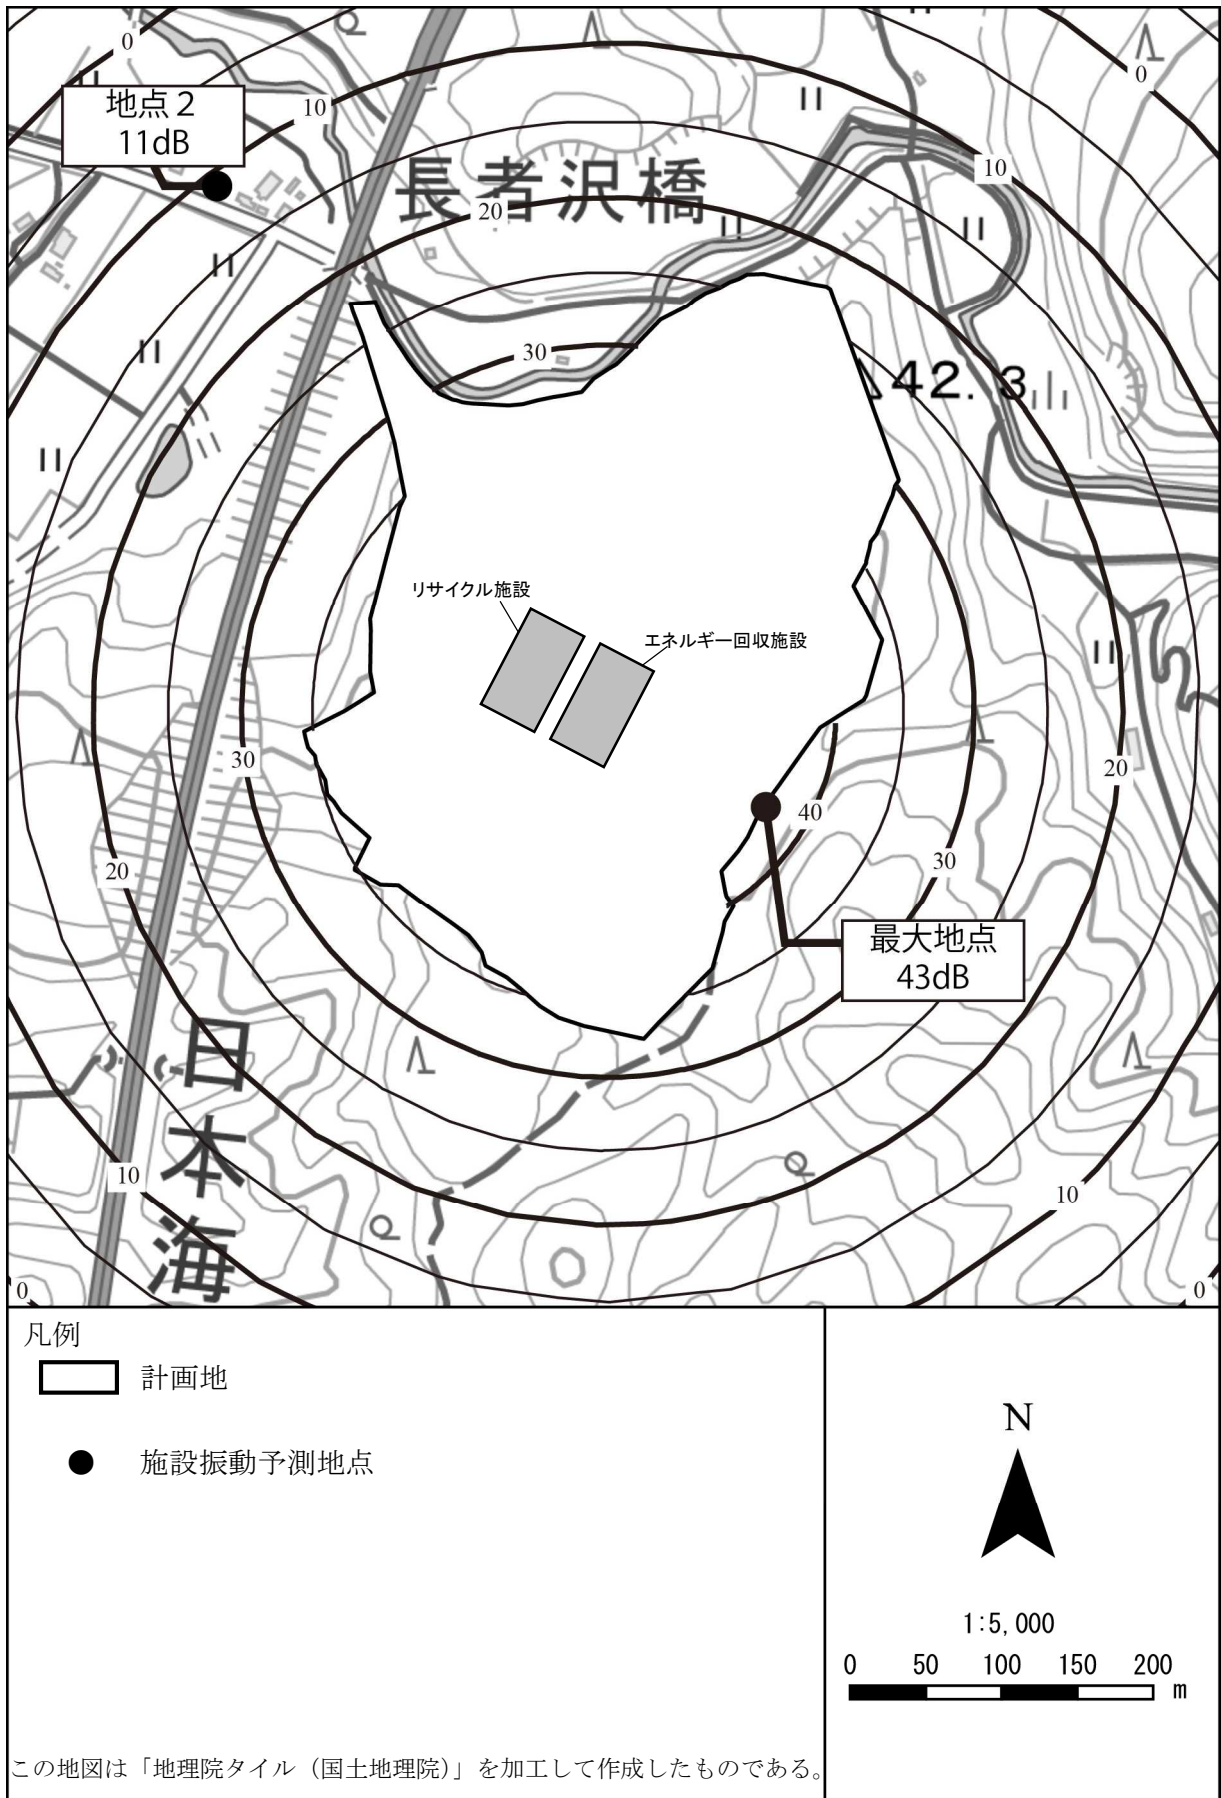 0
0
地点2
11dB
10
10
長者沢橋
20
30
42.3
リサイクル施設
エネルギー回収施設
30
20
40
30
20
最大地点
43dB
日本海
10
10
0
0
凡例
計画地
施設振動予測地点
N
1:5,000
0 50 100 150 200
m
この地図は「地理院タイル（国土地理院）」を加工して作成したものである。